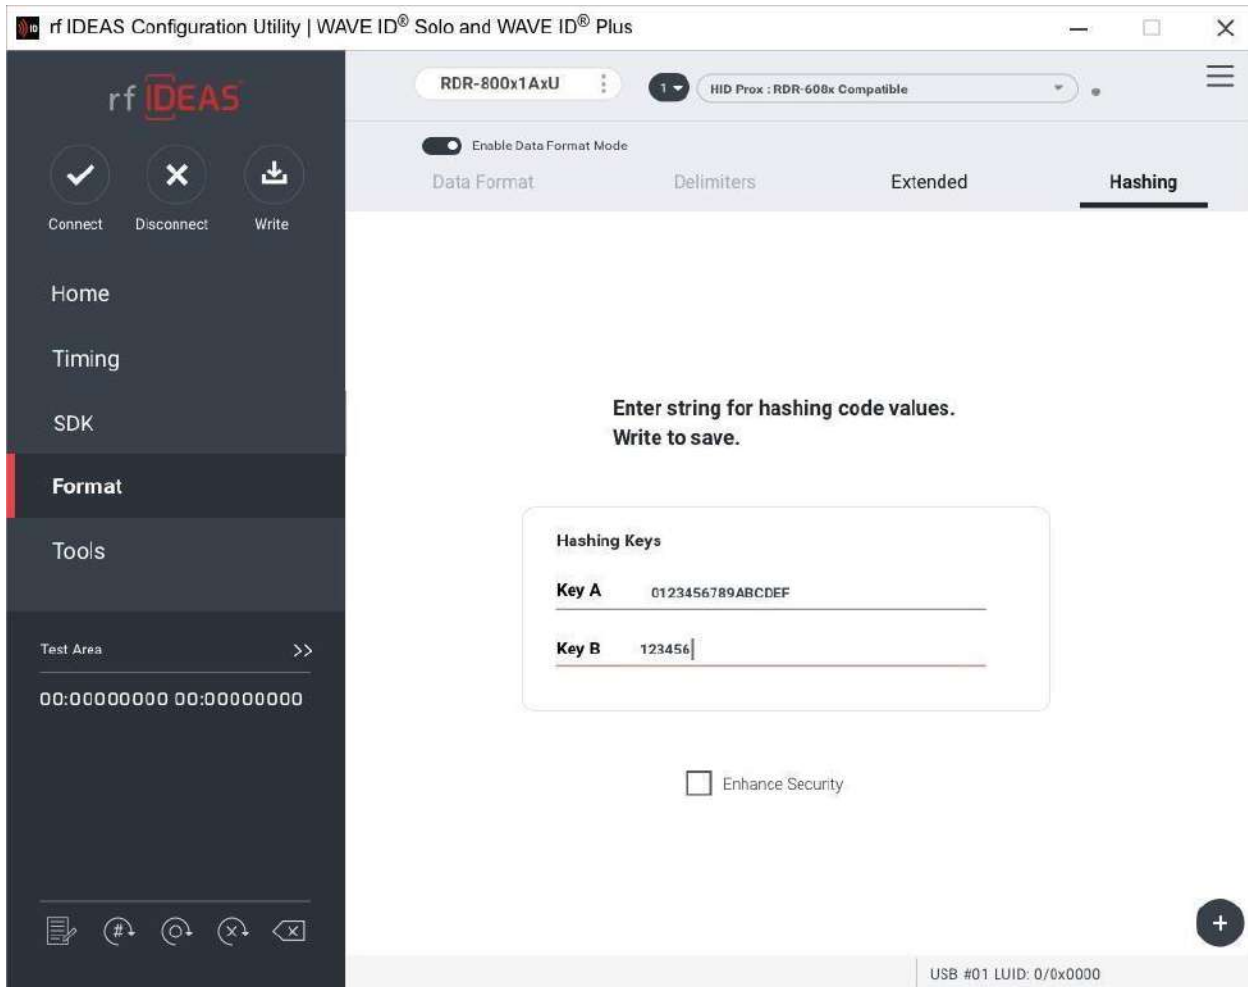 rf IDEAS Configuration Utility | WAVE ID® Solo and WAVE ID® Plus
rf IDEAS
Connect Disconnect Write
Home
Timing
SDK
Format
Tools
Test Area >>
00:00000000 00:00000000
RDR-800x1AxU
1 HID Prox : RDR-608x Compatible
Enable Data Format Mode
Data Format Delimiters Extended Hashing
Enter string for hashing code values.
Write to save.
Hashing Keys
Key A 0123456789ABCDEF
Key B 123456
Enhance Security
USB #01 LUID: 0/0x0000